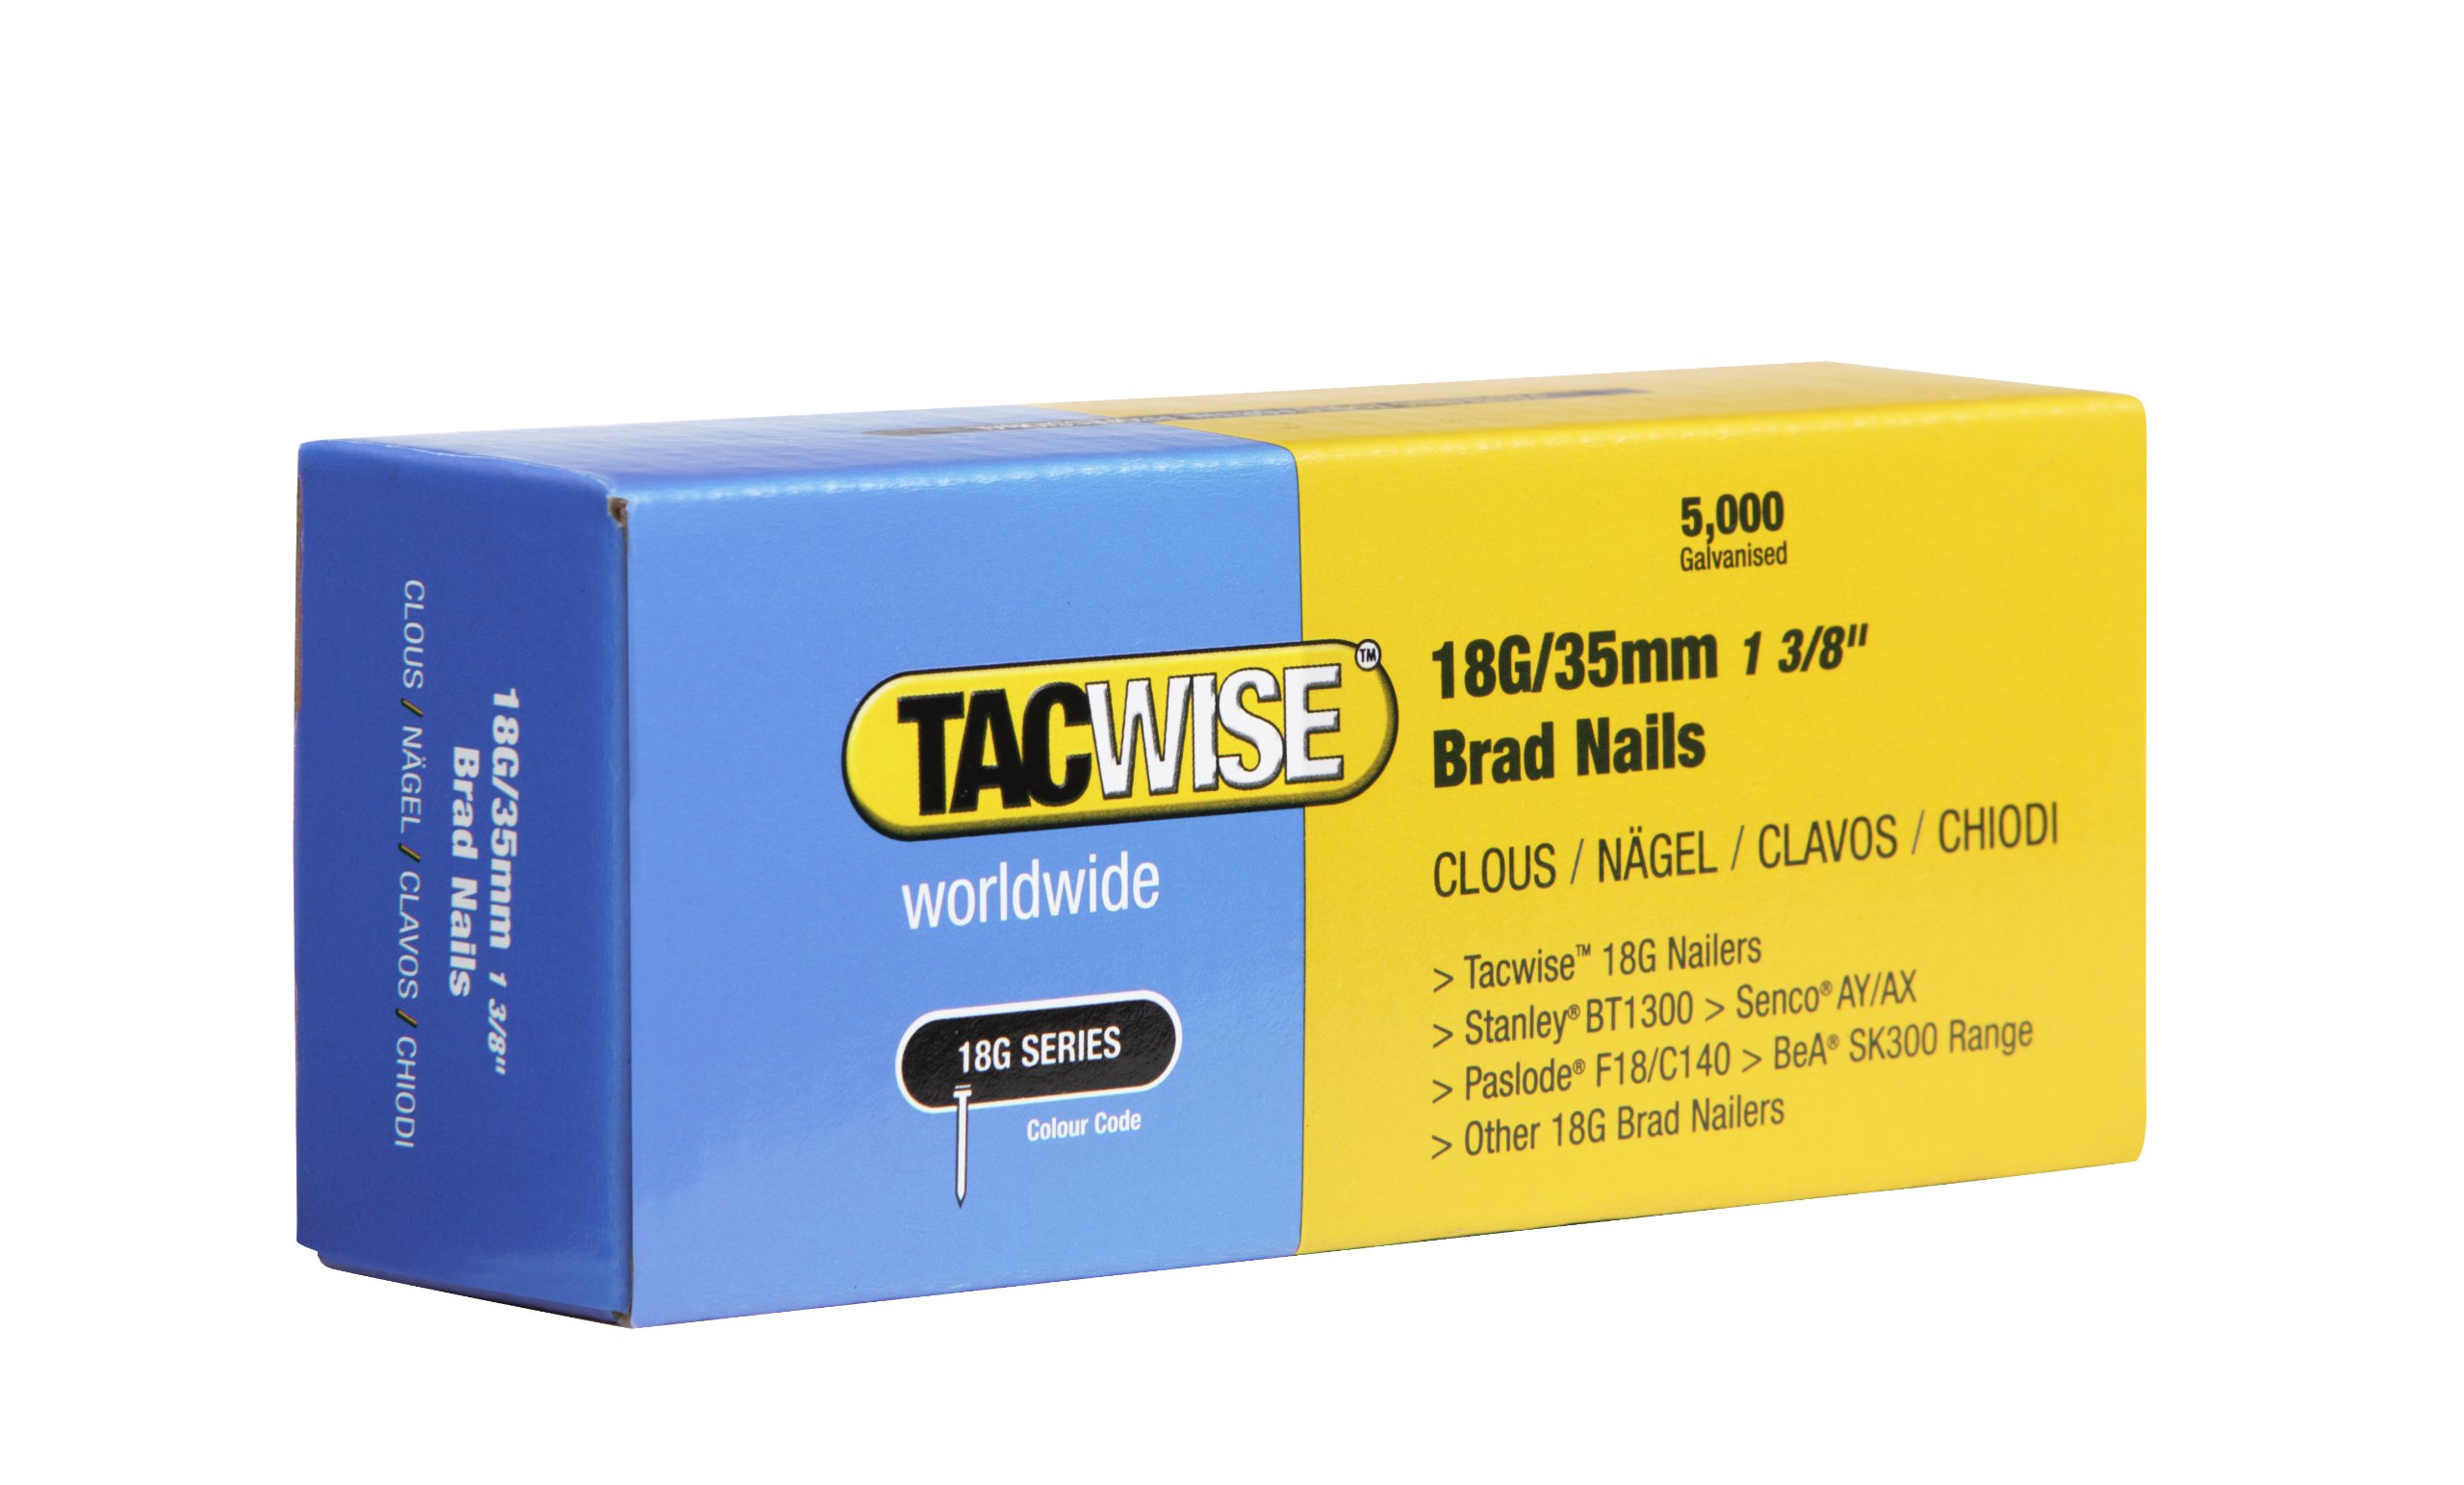 18G/35mm 1 3/8"
Brad Nails
CLOUS / NÄGEL / CLAVOS / CHIODI
TACWISE™
worldwide
18G SERIES
Colour Code
5,000
Galvanised
18G/35mm 1 3/8"
Brad Nails
CLOUS / NÄGEL / CLAVOS / CHIODI
> Tacwise™ 18G Nailers
> Stanley® BT1300 > Senco® AY/AX
> Paslode® F18/C140 > BeA® SK300 Range
> Other 18G Brad Nailers